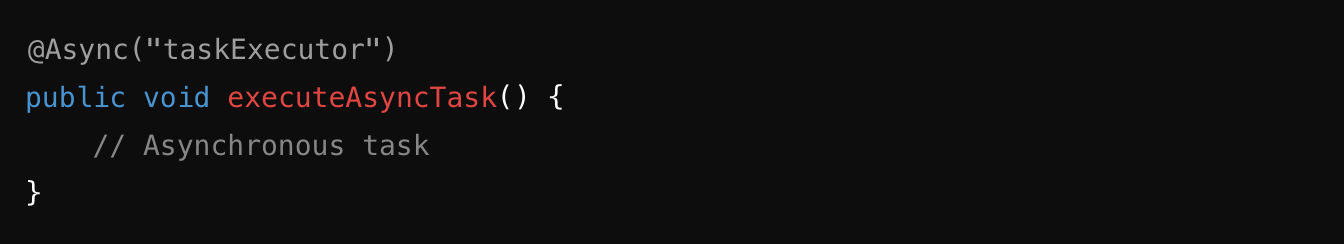 @Async("taskExecutor")
public void executeAsyncTask() {
    // Asynchronous task
}